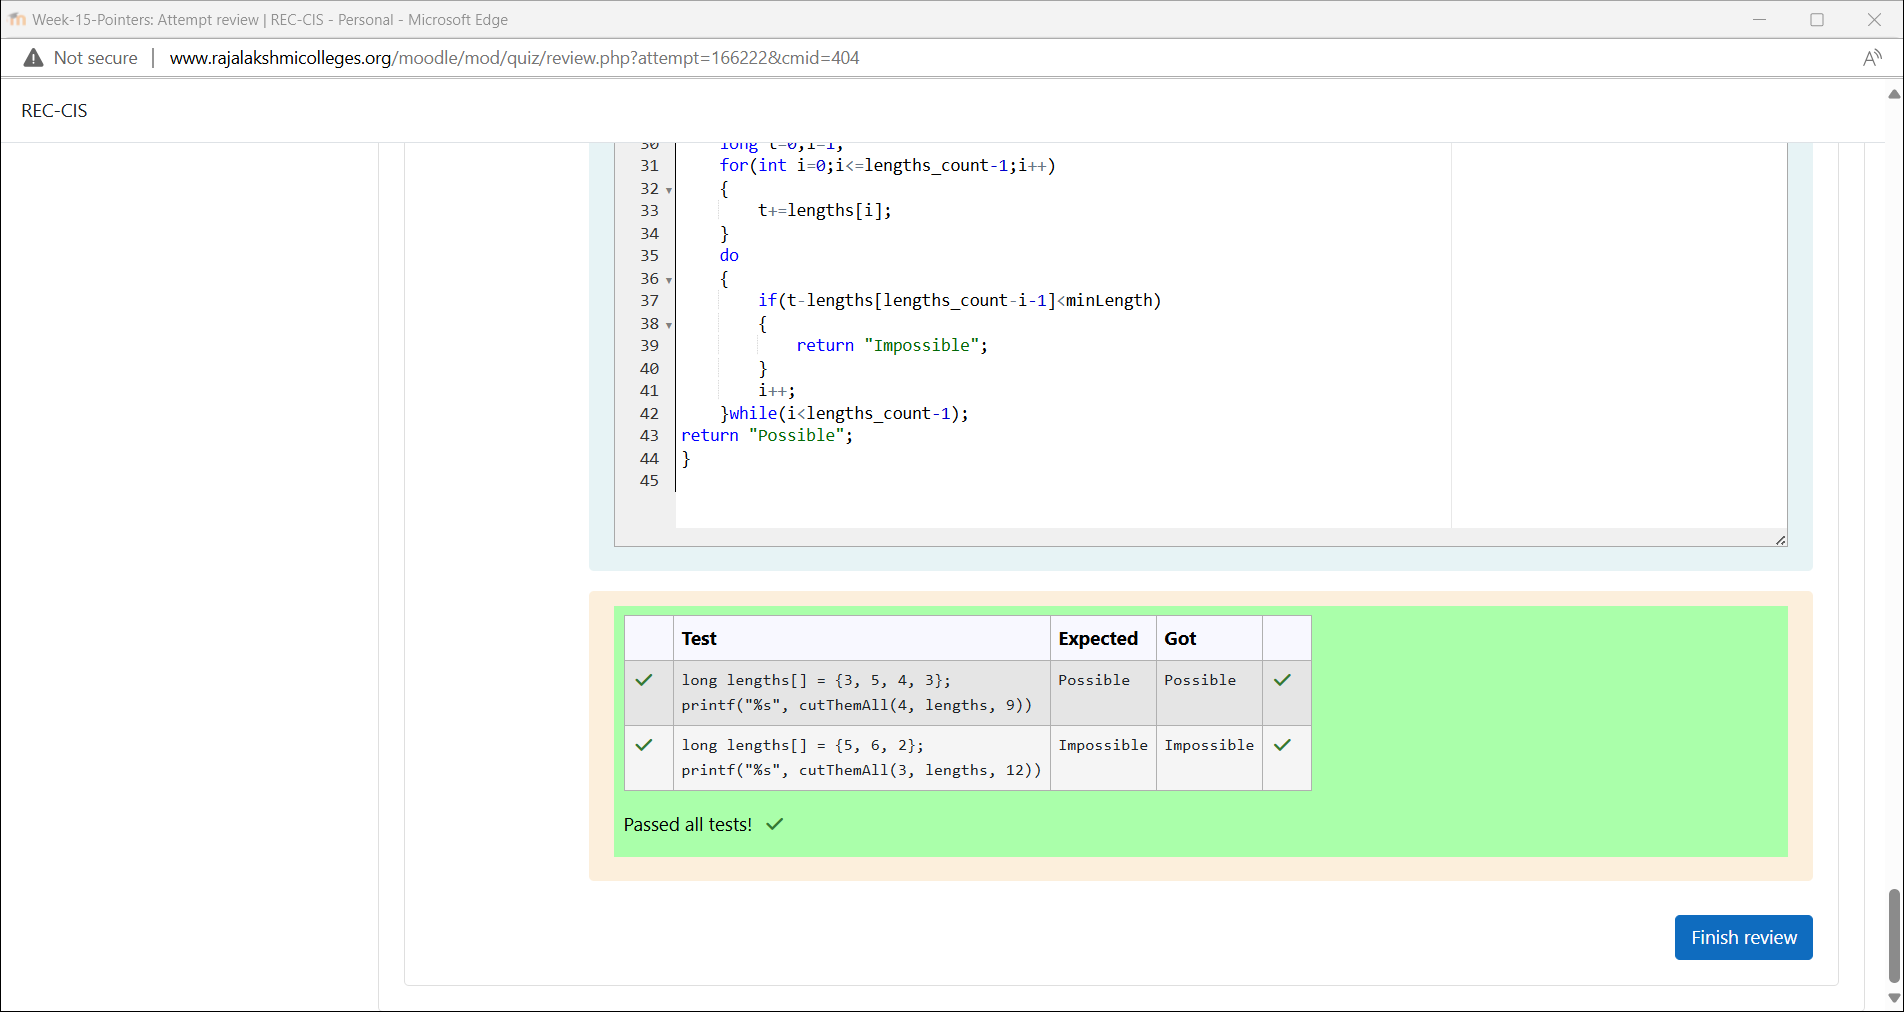 Week-15-Pointers: Attempt review | REC-CIS - Personal - Microsoft Edge
Not secure | www.rajalakshmicolleges.org/moodle/mod/quiz/review.php?attempt=166222&cmid=404
REC-CIS
30 long t=0,i=1;
31 for(int i=0;i<=lengths_count-1;i++)
32 {
33 t+=lengths[i];
34 }
35 do
36 {
37 if(t-lengths[lengths_count-i-1]<minLength)
38 {
39 return "Impossible";
40 }
41 i++;
42 }while(i<lengths_count-1);
43 return "Possible";
44 }
45
Test Expected Got
long lengths[] = {3, 5, 4, 3}; Possible Possible
printf("%s", cutThemAll(4, lengths, 9))
long lengths[] = {5, 6, 2}; Impossible Impossible
printf("%s", cutThemAll(3, lengths, 12))
Passed all tests!
Finish review